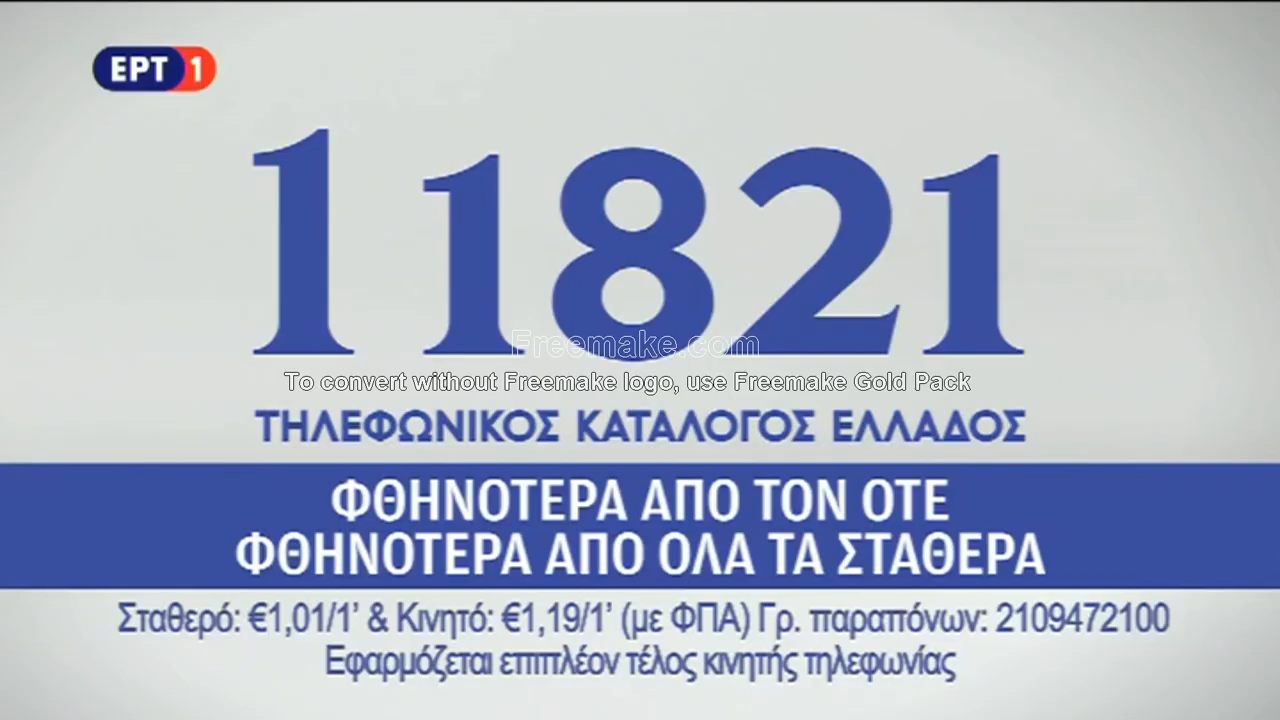 ΕΡΤ 1
11821
Freemake.com
To convert without Freemake logo, use Freemake Gold Pack
ΤΗΛΕΦΩΝΙΚΟΣ ΚΑΤΑΛΟΓΟΣ ΕΛΛΑΔΟΣ
ΦΘΗΝΟΤΕΡΑ ΑΠΟ ΤΟΝ ΟΤΕ
ΦΘΗΝΟΤΕΡΑ ΑΠΟ ΟΛΑ ΤΑ ΣΤΑΘΕΡΑ
Σταθερό: €1,01/1’ & Κινητό: €1,19/1’ (με ΦΠΑ) Γρ. παραπόνων: 2109472100
Εφαρμόζεται επιπλέον τέλος κινητής τηλεφωνίας